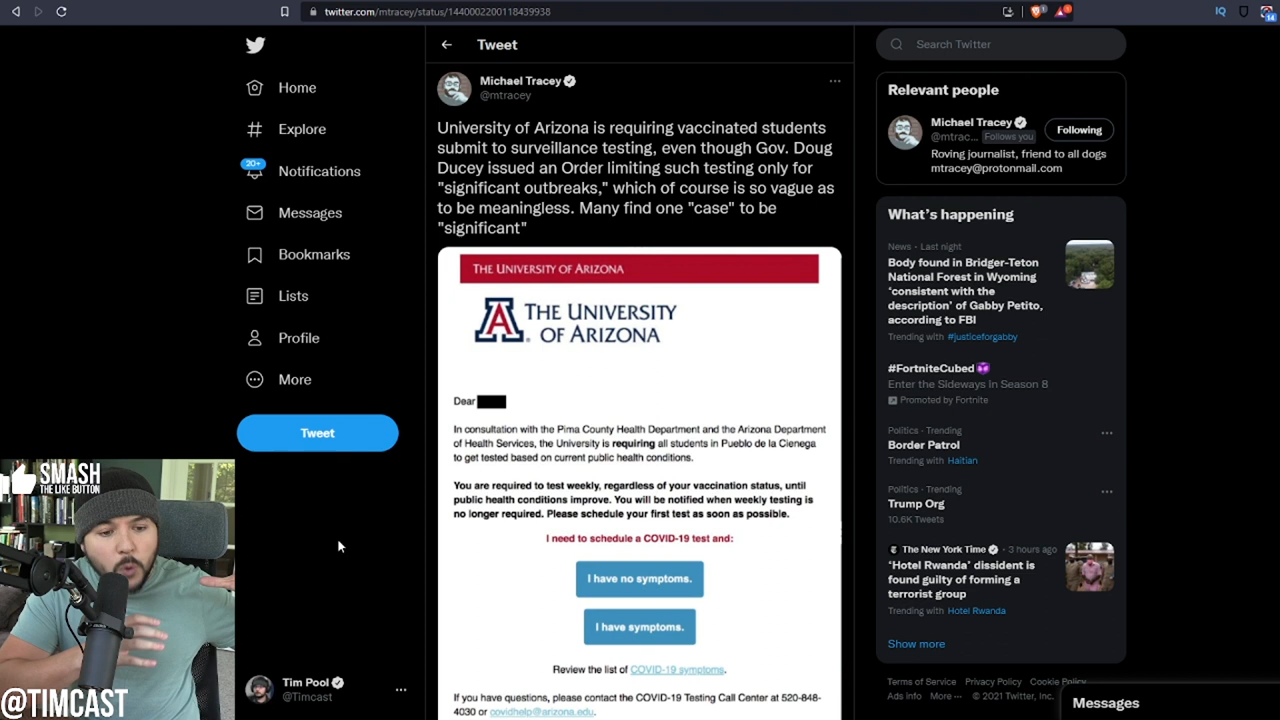 twitter.com/mtracey/status/1440002200118439938
IQ
14
Home
Explore
20+
Notifications
Messages
Bookmarks
Lists
Profile
More
Tweet
SMASH
THE LIKE BUTTON
Tim Pool
@Timcast
@TIMCAST
Tweet
Michael Tracey
@mtracey
University of Arizona is requiring vaccinated students
submit to surveillance testing, even though Gov. Doug
Ducey issued an Order limiting such testing only for
"significant outbreaks," which of course is so vague as
to be meaningless. Many find one "case" to be
"significant"
THE UNIVERSITY OF ARIZONA
A THE UNIVERSITY
OF ARIZONA
Dear
In consultation with the Pima County Health Department and the Arizona Department
of Health Services, the University is requiring all students in Pueblo de la Cienega
to get tested based on current public health conditions.
You are required to test weekly, regardless of your vaccination status, until
public health conditions improve. You will be notified when weekly testing is
no longer required. Please schedule your first test as soon as possible.
I need to schedule a COVID-19 test and:
I have no symptoms.
I have symptoms.
Review the list of COVID-19 symptoms.
If you have questions, please contact the COVID-19 Testing Call Center at 520-848-
4030 or covidhelp@arizona.edu.
Search Twitter
Relevant people
Michael Tracey
@mtrac... Follows you
Following
Roving journalist, friend to all dogs
mtracey@protonmail.com
What's happening
News · Last night
Body found in Bridger-Teton
National Forest in Wyoming
'consistent with the
description' of Gabby Petito,
according to FBI
Trending with #justiceforgabby
#FortniteCubed
Enter the Sideways In Season 8
Promoted by Fortnite
Politics · Trending
Border Patrol
Trending with Haitian
Politics · Trending
Trump Org
10.6K Tweets
The New York Times · 3 hours ago
'Hotel Rwanda' dissident is
found guilty of forming a
terrorist group
Trending with Hotel Rwanda
Show more
Terms of Service Privacy Policy Cookie Policy
Ads info More ··· © 2021 Twitter, Inc.
Messages